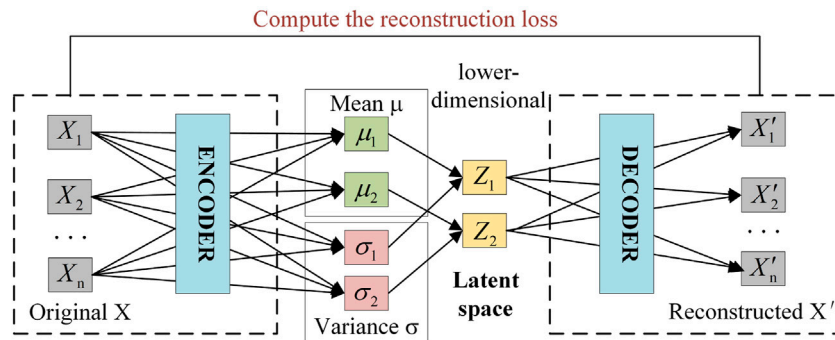 Compute the reconstruction loss
lower-
dimensional
Mean μ
X₁
X₂
···
Xₙ
Original X
ENCODER
μ₁
μ₂
σ₁
σ₂
Variance σ
Z₁
Z₂
Latent
space
DECODER
X′₁
X′₂
···
X′ₙ
Reconstructed X′